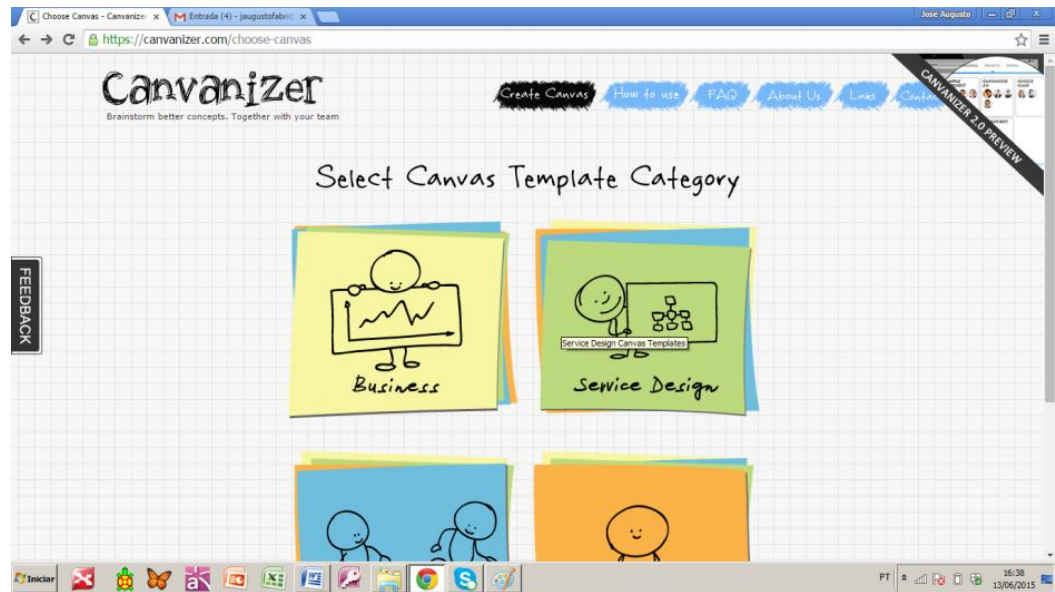 Choose Canvas - Canvanizer
Entrada (4) - jaugustofabri
José Augusto
https://canvanizer.com/choose-canvas
Canvanizer
Brainstorm better concepts. Together with your team
Create Canvas
How to use
FAQ
About Us
Links
CANVANIZER 2.0 PREVIEW
Select Canvas Template Category
FEEDBACK
Business
Service Design Canvas Templates
Service Design
Iniciar
PT
16:38
13/06/2015